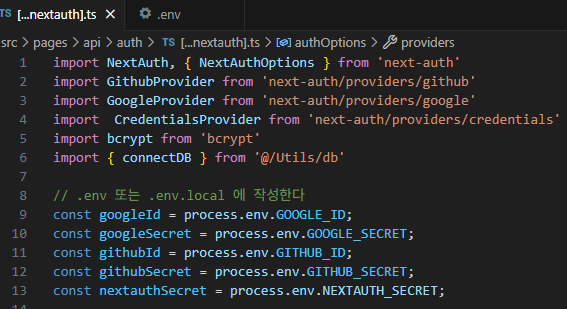 TS [...nextauth].ts X .env
src > pages > api > auth > TS [...nextauth].ts > authOptions > providers
1 import NextAuth, { NextAuthOptions } from 'next-auth'
2 import GithubProvider from 'next-auth/providers/github'
3 import GoogleProvider from 'next-auth/providers/google'
4 import  CredentialsProvider from 'next-auth/providers/credentials'
5 import bcrypt from 'bcrypt'
6 import { connectDB } from '@/Utils/db'
7
8 // .env 또는 .env.local 에 작성한다
9 const googleId = process.env.GOOGLE_ID;
10 const googleSecret = process.env.GOOGLE_SECRET;
11 const githubId = process.env.GITHUB_ID;
12 const githubSecret = process.env.GITHUB_SECRET;
13 const nextauthSecret = process.env.NEXTAUTH_SECRET;
14